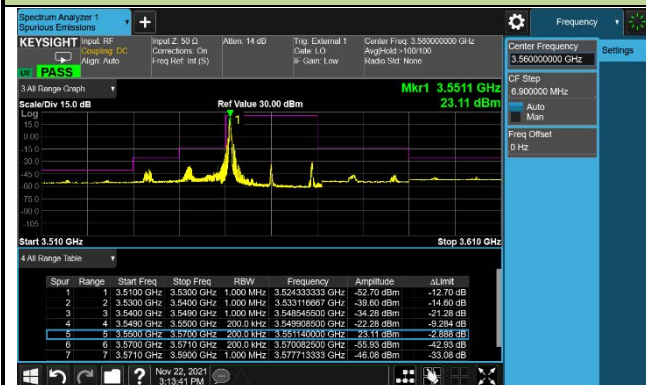 Spectrum Analyzer 1
Spurious Emissions
+
Frequency
KEYSIGHT Input: RF
Coupling: DC
Align: Auto
Input Z: 50 Ω
Corrections: On
Freq Ref: Int (S)
Atten: 14 dB
Trig: External 1
Gate: LO
IF Gain: Low
Center Freq: 3.560000000 GHz
Avg|Hold >100/100
Radio Std: None
PASS
3 All Range Graph
Mkr1 3.5511 GHz
Scale/Div 15.0 dB
Ref Value 30.00 dBm
23.11 dBm
Log
1
15.0
0.00
-15.0
-30.0
-45.0
-60.0
-75.0
-90.0
-105
Start 3.510 GHz
Stop 3.610 GHz
4 All Range Table
Spur Range Start Freq Stop Freq RBW Frequency Amplitude ΔLimit
1 1 3.5100 GHz 3.5300 GHz 1.000 MHz 3.524333333 GHz -52.70 dBm -12.70 dB
2 2 3.5300 GHz 3.5400 GHz 1.000 MHz 3.533116667 GHz -39.60 dBm -14.60 dB
3 3 3.5400 GHz 3.5490 GHz 1.000 MHz 3.548545500 GHz -34.28 dBm -21.28 dB
4 4 3.5490 GHz 3.5500 GHz 200.0 kHz 3.549908500 GHz -22.28 dBm -9.284 dB
5 5 3.5500 GHz 3.5700 GHz 200.0 kHz 3.551140000 GHz 23.11 dBm -2.888 dB
6 6 3.5700 GHz 3.5710 GHz 200.0 kHz 3.570082500 GHz -55.93 dBm -42.93 dB
7 7 3.5710 GHz 3.5900 GHz 1.000 MHz 3.577713333 GHz -46.08 dBm -33.08 dB
Center Frequency
3.560000000 GHz
Settings
CF Step
6.900000 MHz
Auto
Man
Freq Offset
0 Hz
?
Nov 22, 2021
3:13:41 PM